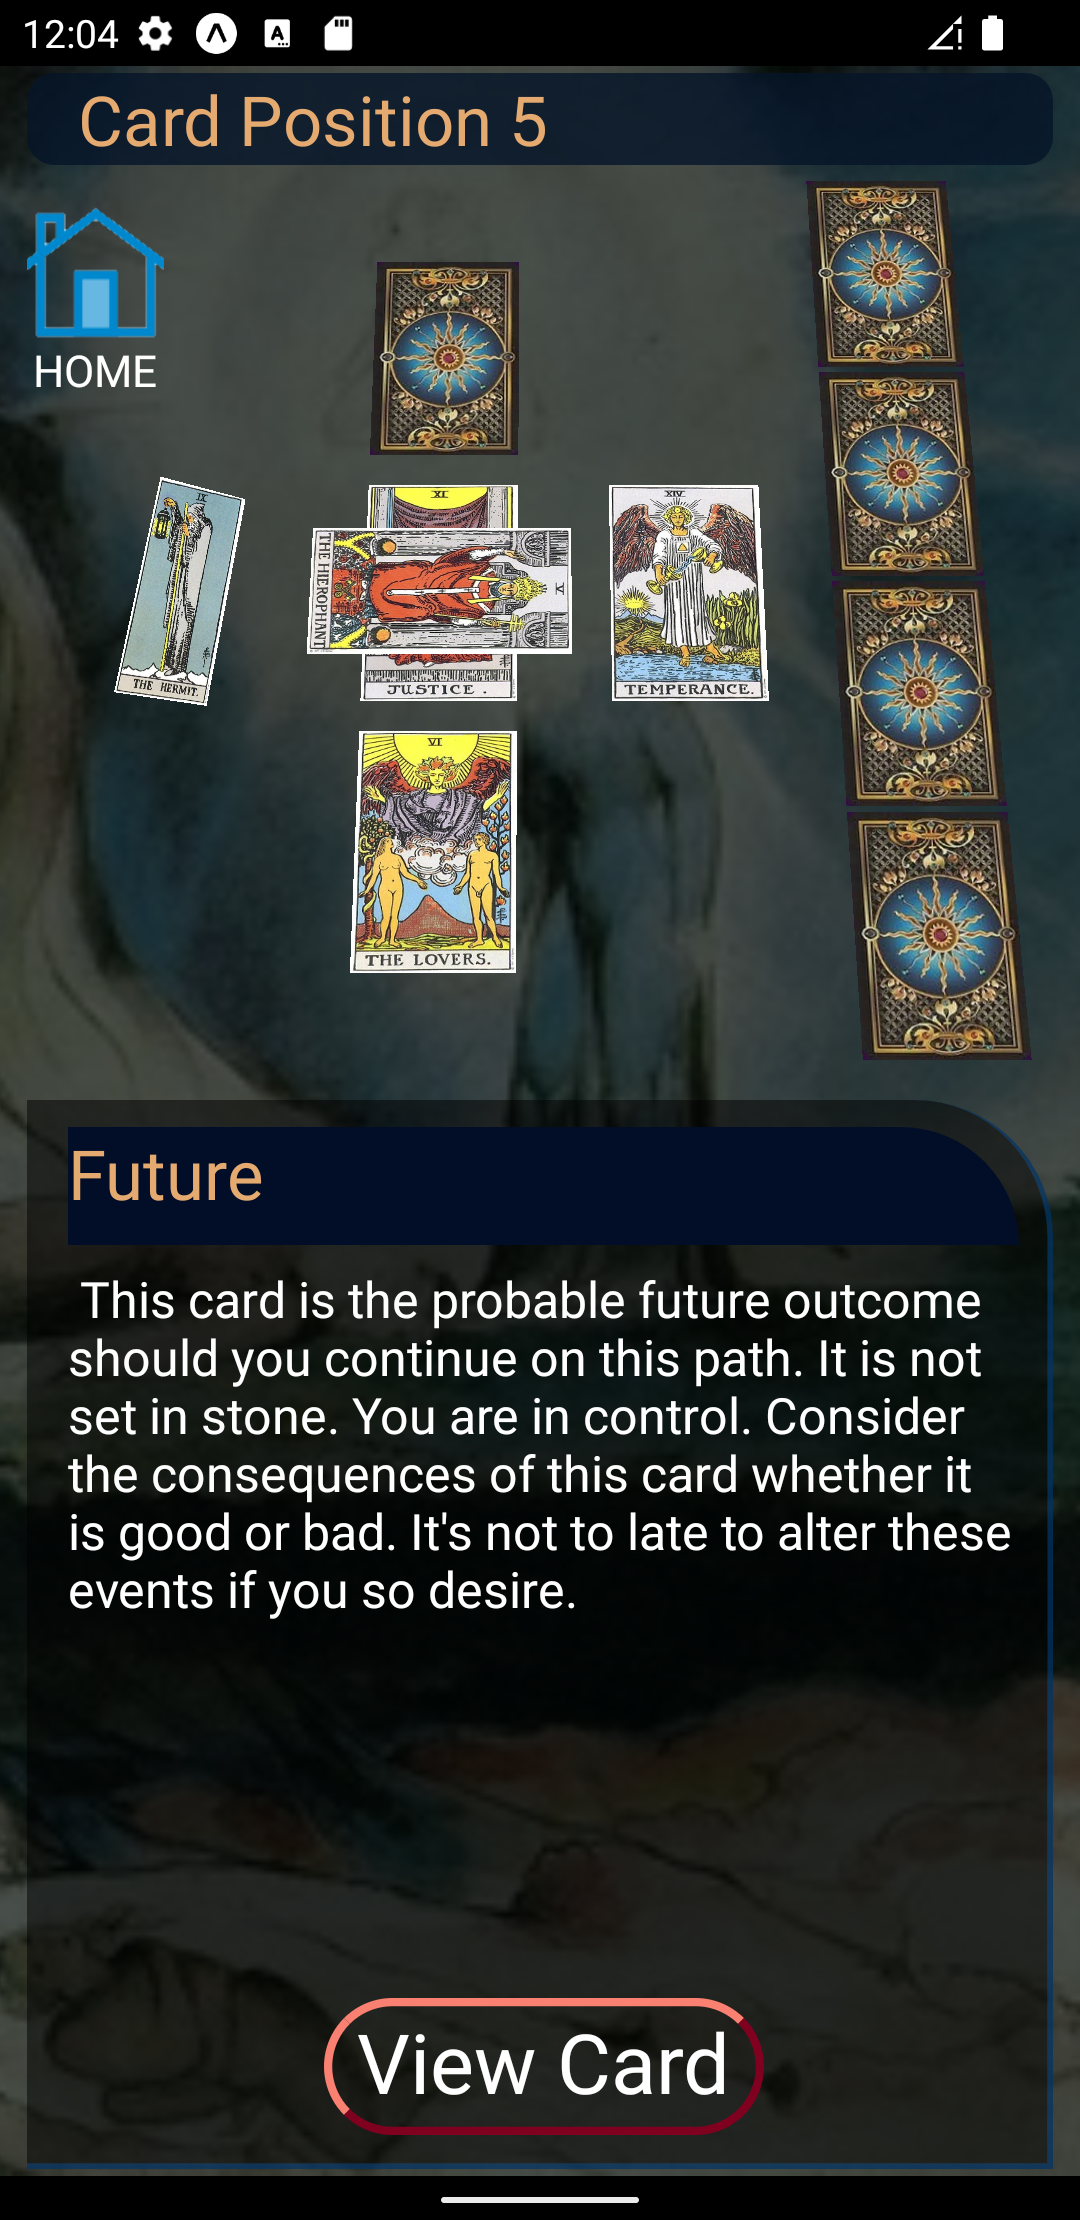 12:04
Card Position 5
HOME
IX
THE HERMIT.
XI
THE HIEROPHANT
V
JUSTICE .
XIV
TEMPERANCE.
VI
THE LOVERS.
Future
This card is the probable future outcome
should you continue on this path. It is not
set in stone. You are in control. Consider
the consequences of this card whether it
is good or bad. It's not to late to alter these
events if you so desire.
View Card